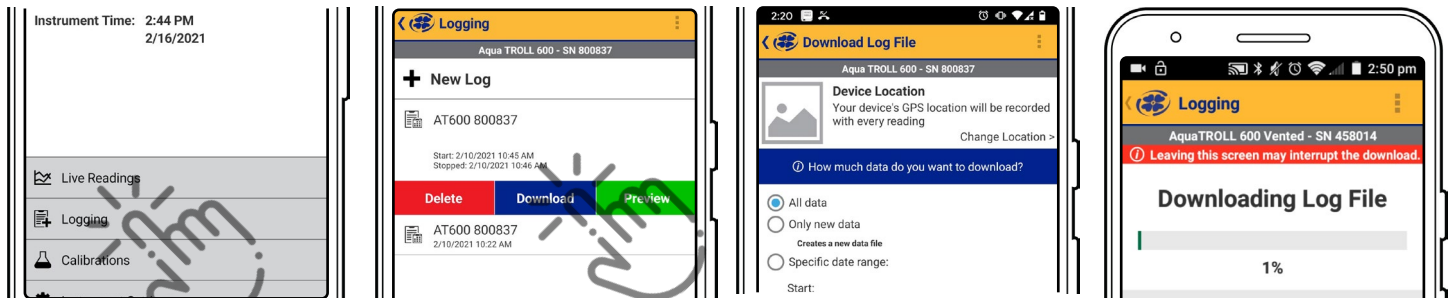 Instrument Time: 2:44 PM
2/16/2021
Live Readings
Logging
Calibrations
Logging
Aqua TROLL 600 - SN 800837
New Log
AT600 800837
Start: 2/10/2021 10:45 AM
Stopped: 2/10/2021 10:46 AM
Delete Download Preview
AT600 800837
2/10/2021 10:22 AM
2:20
Download Log File
Aqua TROLL 600 - SN 800837
Device Location
Your device's GPS location will be recorded
with every reading
Change Location >
How much data do you want to download?
All data
Only new data
Creates a new data file
Specific date range:
Start:
2:50 pm
Logging
AquaTROLL 600 Vented - SN 458014
Leaving this screen may interrupt the download.
Downloading Log File
1%